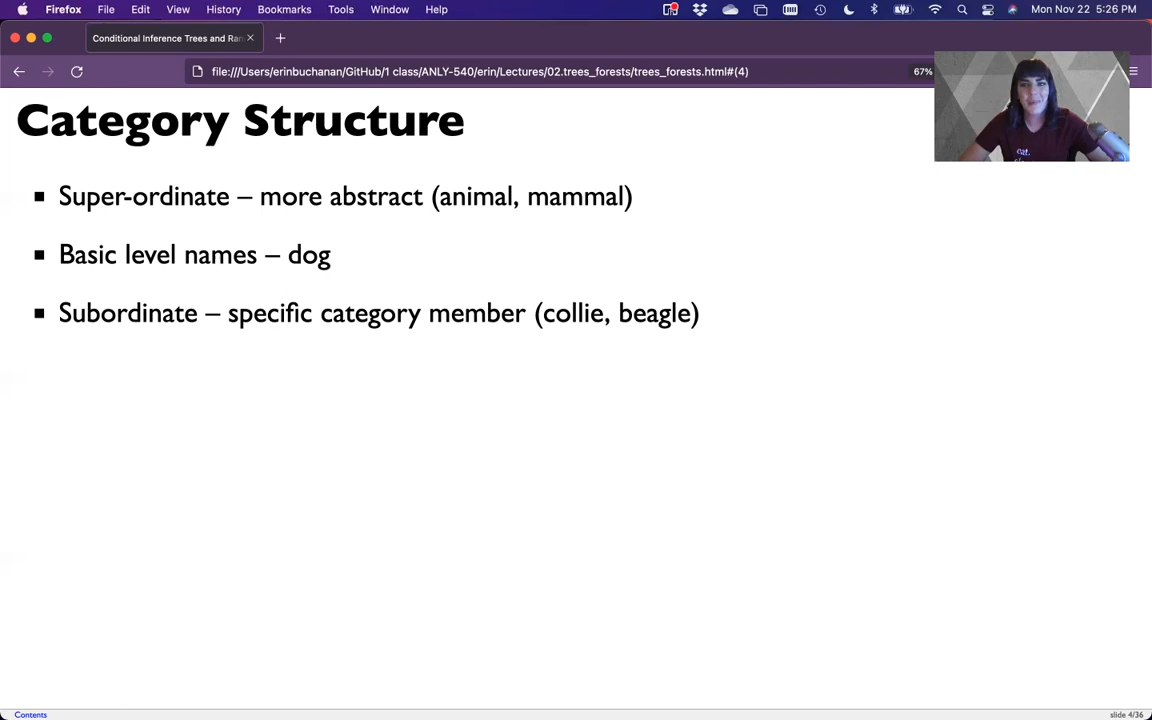 Firefox File Edit View History Bookmarks Tools Window Help Mon Nov 22 5:26 PM
Conditional Inference Trees and Ran
file:///Users/erinbuchanan/GitHub/1 class/ANLY-540/erin/Lectures/02.trees_forests/trees_forests.html#(4) 67%
Category Structure
eat.
Super-ordinate – more abstract (animal, mammal)
Basic level names – dog
Subordinate – specific category member (collie, beagle)
Contents slide 4/36